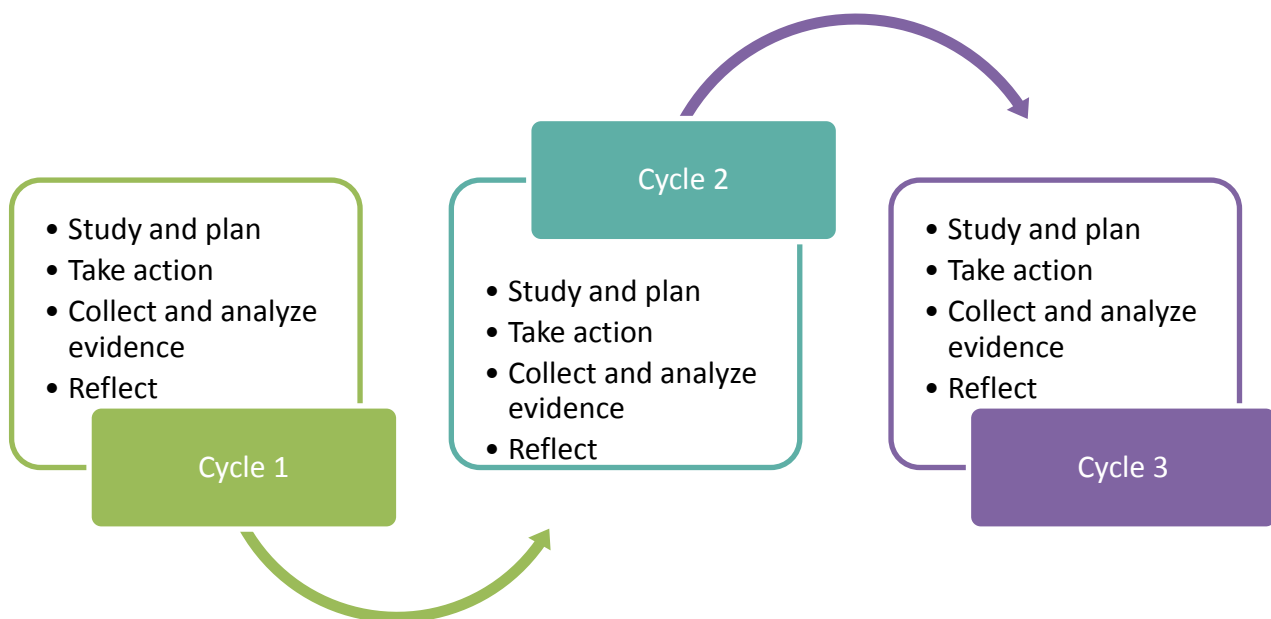 • Study and plan
• Take action
• Collect and analyze
evidence
• Reflect
Cycle 1
Cycle 2
• Study and plan
• Take action
• Collect and analyze
evidence
• Reflect
• Study and plan
• Take action
• Collect and analyze
evidence
• Reflect
Cycle 3